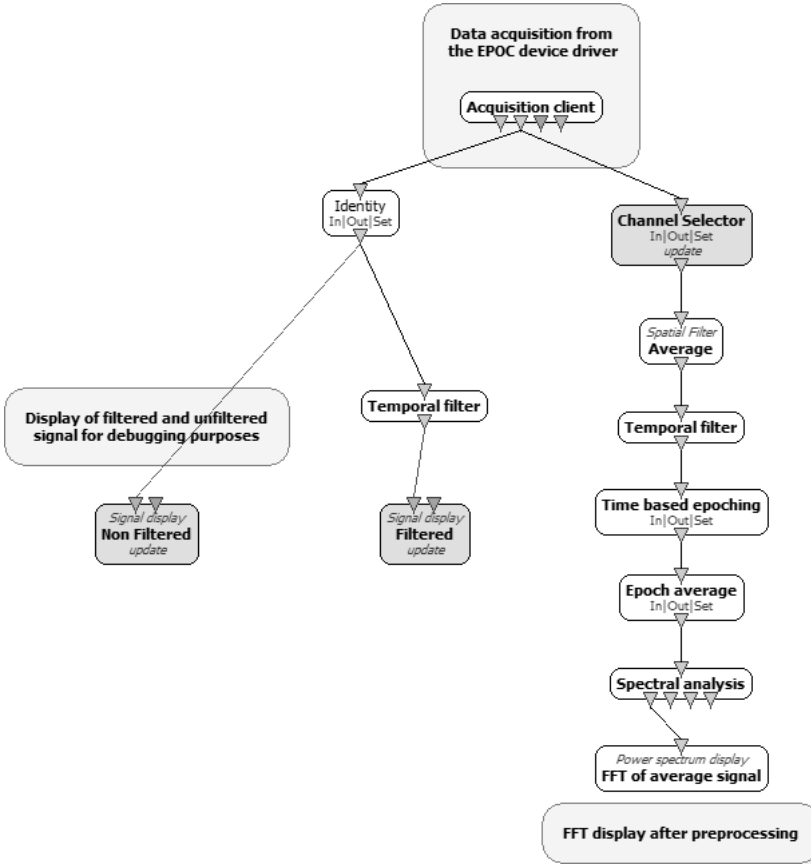 Data acquisition from
the EPOC device driver
Acquisition client
Identity
In|Out|Set
Channel Selector
In|Out|Set
update
Spatial Filter
Average
Display of filtered and unfiltered
signal for debugging purposes
Temporal filter
Temporal filter
Signal display
Non Filtered
update
Signal display
Filtered
update
Time based epoching
In|Out|Set
Epoch average
In|Out|Set
Spectral analysis
Power spectrum display
FFT of average signal
FFT display after preprocessing